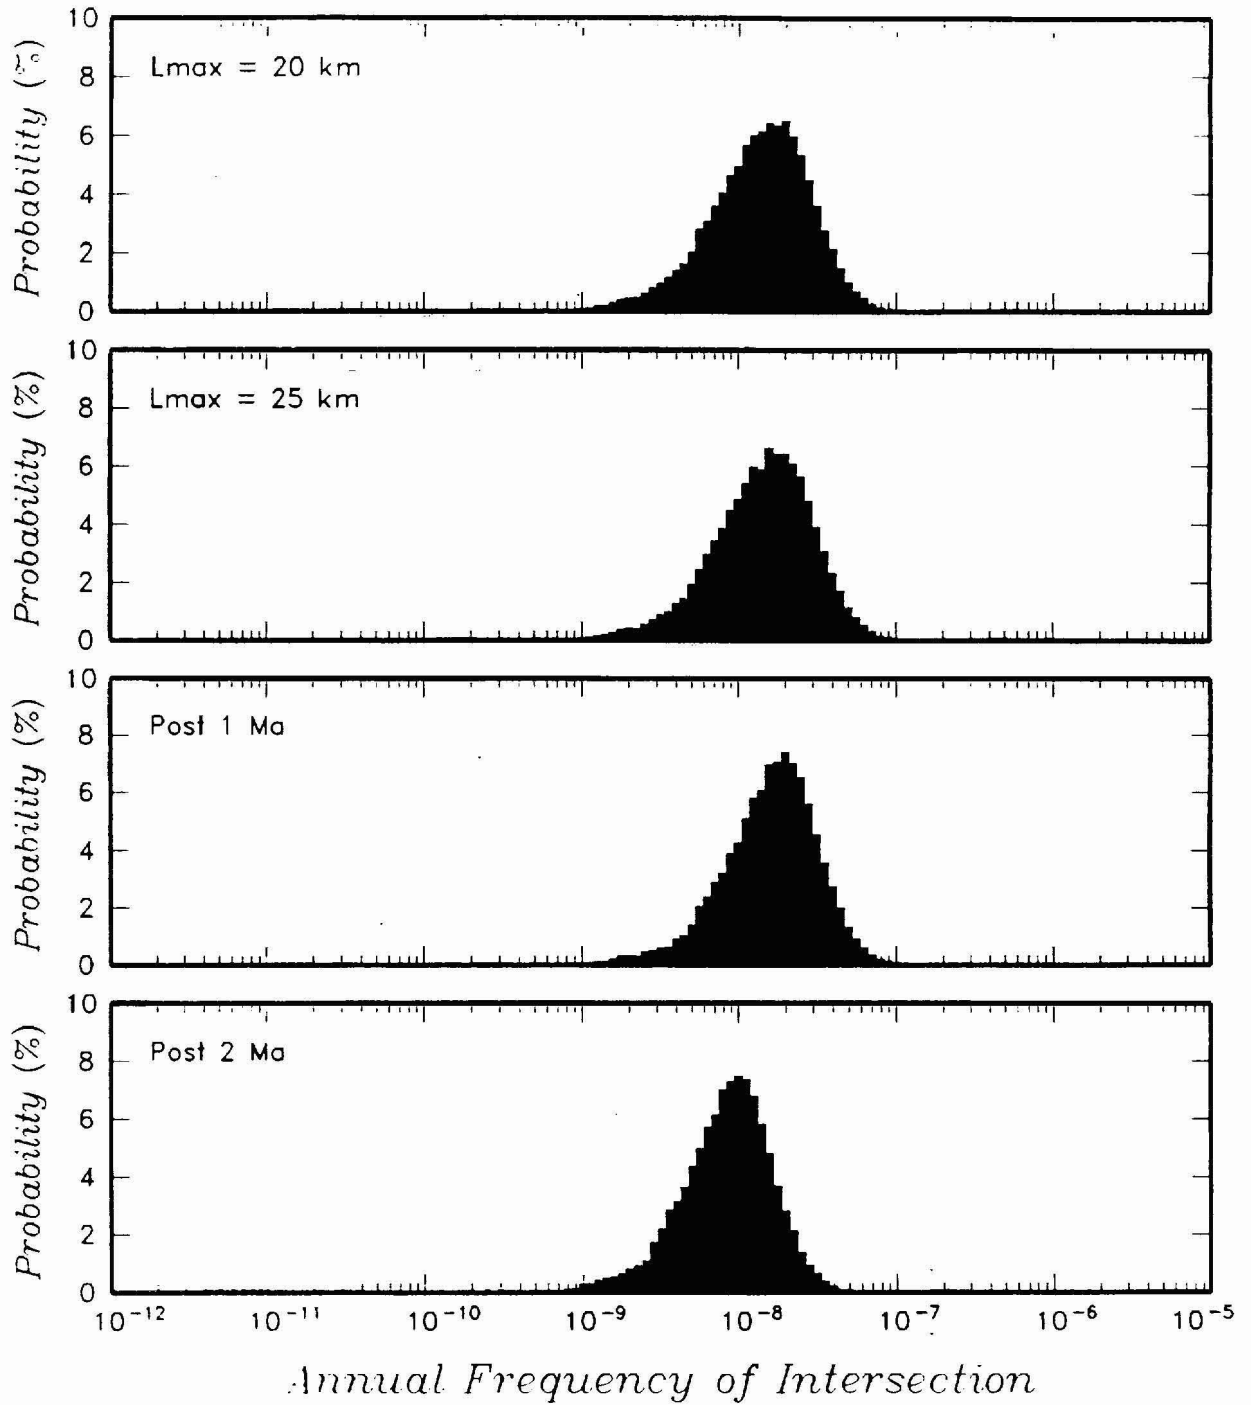 10
8
6
4
2
0
Probability (%)
Lmax = 20 km
10
8
6
4
2
0
Probability (%)
Lmax = 25 km
10
8
6
4
2
0
Probability (%)
Post 1 Ma
10
8
6
4
2
0
Probability (%)
Post 2 Ma
10⁻¹² 10⁻¹¹ 10⁻¹⁰ 10⁻⁹ 10⁻⁸ 10⁻⁷ 10⁻⁶ 10⁻⁵
Annual Frequency of Intersection